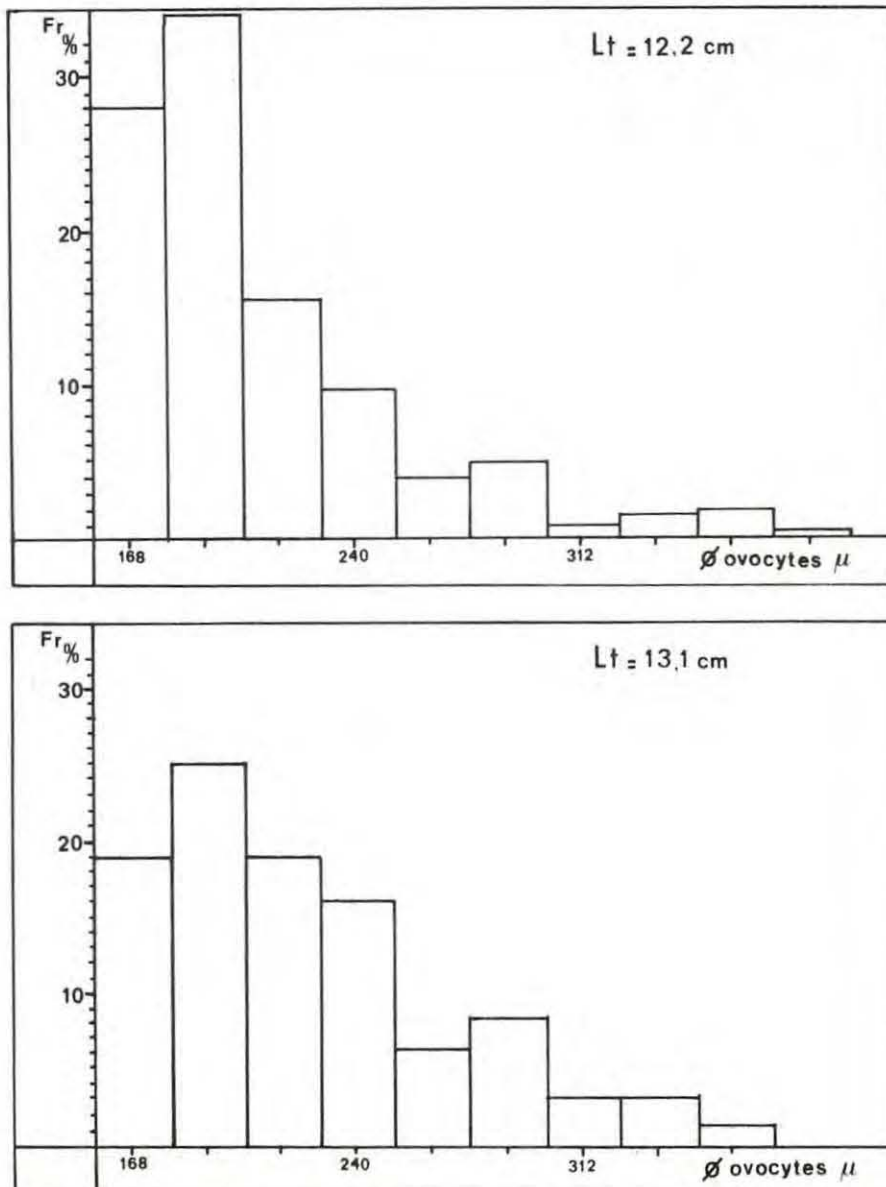 Fr%
Lt = 12,2 cm
30
20
10
168 240 312 Ø ovocytes µ
Fr%
Lt = 13,1 cm
30
20
10
168 240 312 Ø ovocytes µ